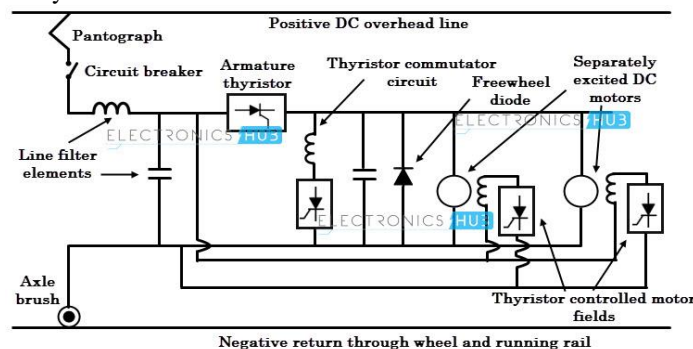 Positive DC overhead line
Pantograph
Circuit breaker
Armature
thyristor
Thyristor commutator
circuit
Freewheel
diode
Separately
excited DC
motors
ELECTRONICS HUB
ELECTRONICS HUB
Line filter
elements
ELECTRONICS HUB
Axle
brush
Thyristor controlled motor
fields
Negative return through wheel and running rail